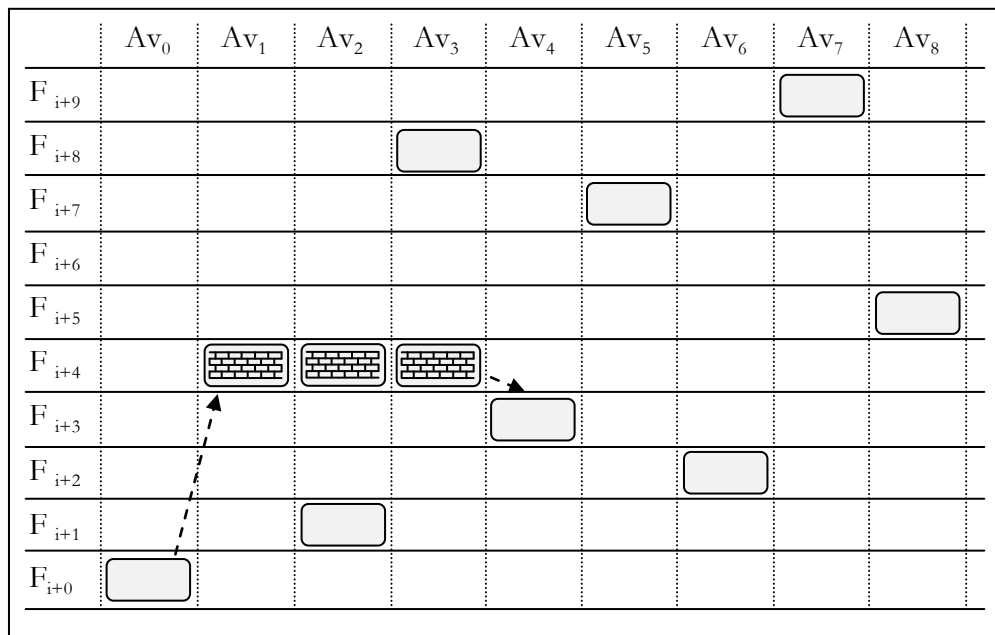 Av₀ Av₁ Av₂ Av₃ Av₄ Av₅ Av₆ Av₇ Av₈
F i+9
F i+8
F i+7
F i+6
F i+5
F i+4
F i+3
F i+2
F i+1
F i+0